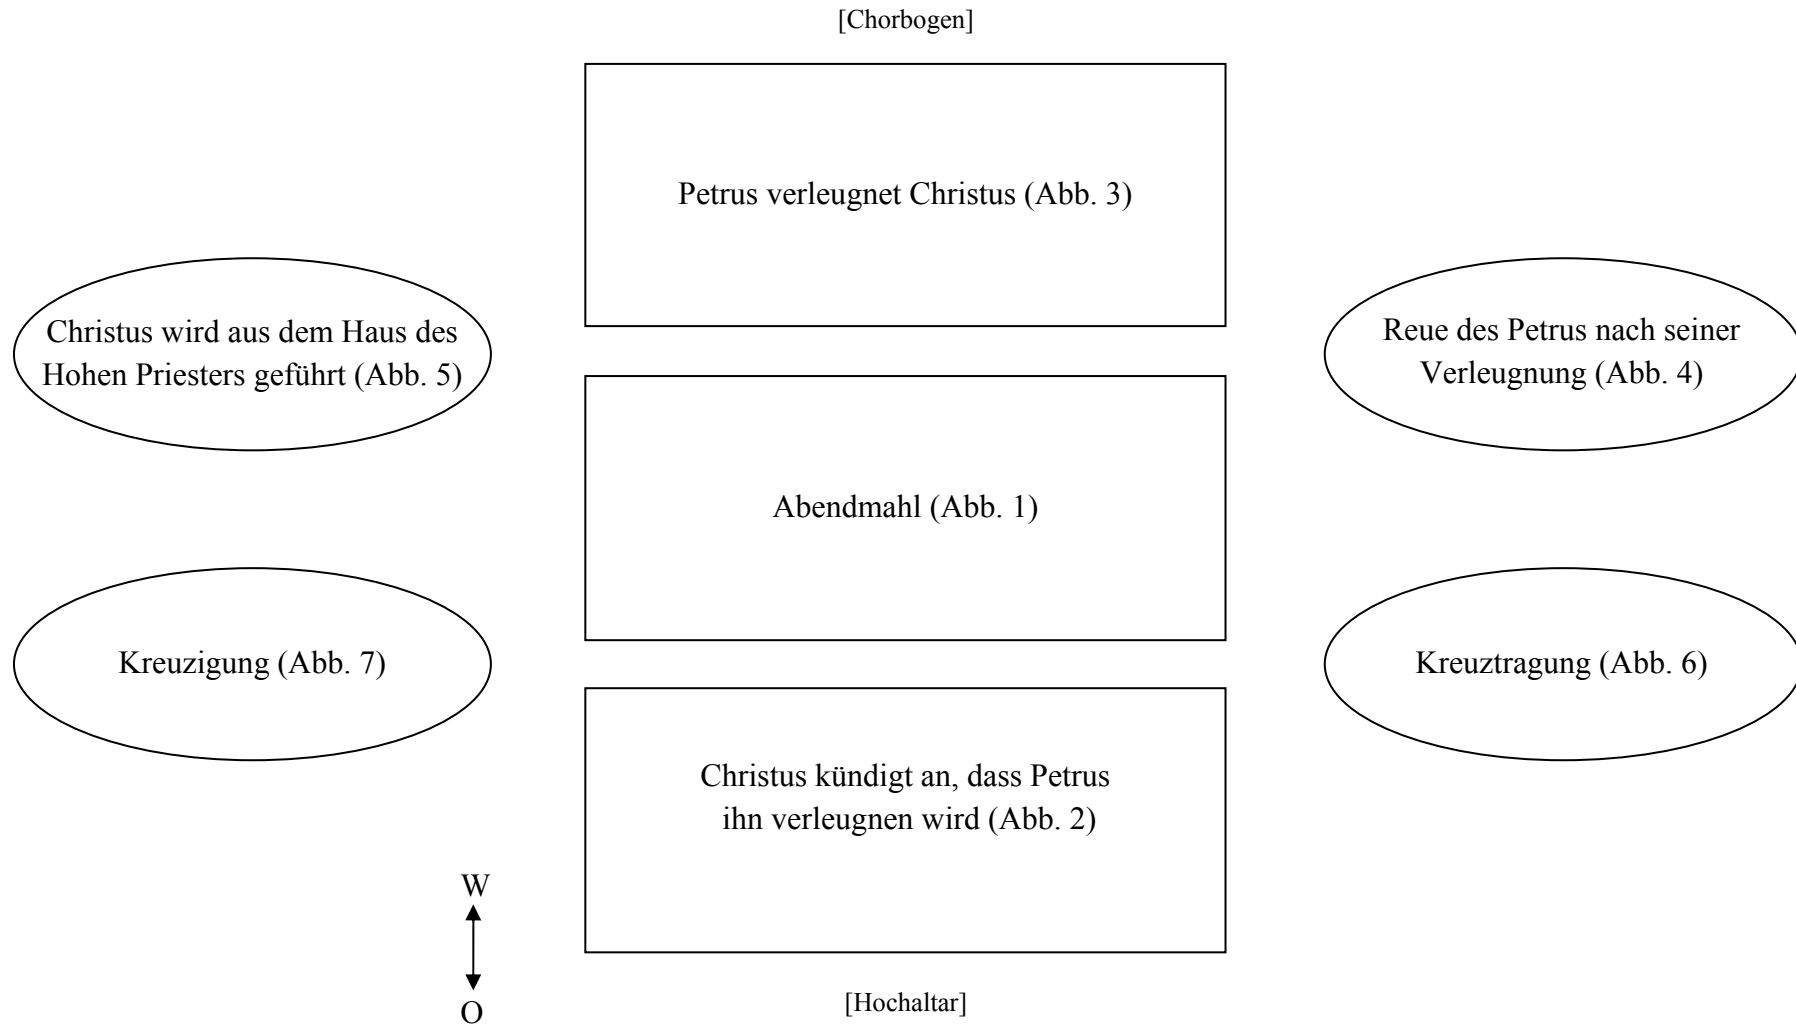 [Chorbogen]
Petrus verleugnet Christus (Abb. 3)
Christus wird aus dem Haus des
Hohen Priesters geführt (Abb. 5)
Reue des Petrus nach seiner
Verleugnung (Abb. 4)
Abendmahl (Abb. 1)
Kreuzigung (Abb. 7)
Kreuztragung (Abb. 6)
Christus kündigt an, dass Petrus
ihn verleugnen wird (Abb. 2)
W
O
[Hochaltar]